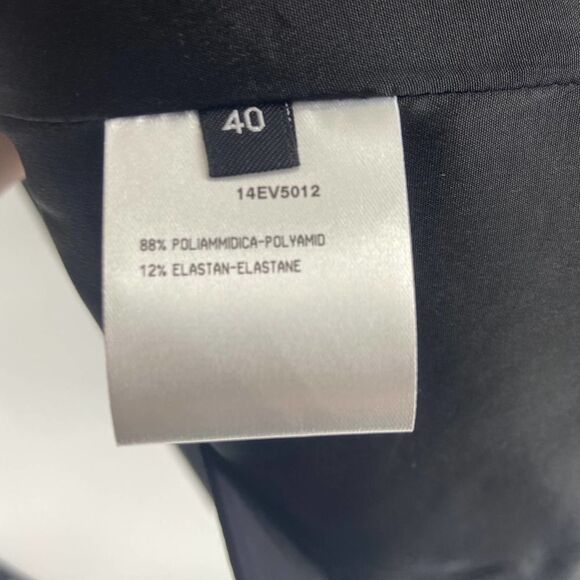 40
14EV5012
88% POLIAMMIDICA-POLYAMID
12% ELASTAN-ELASTANE